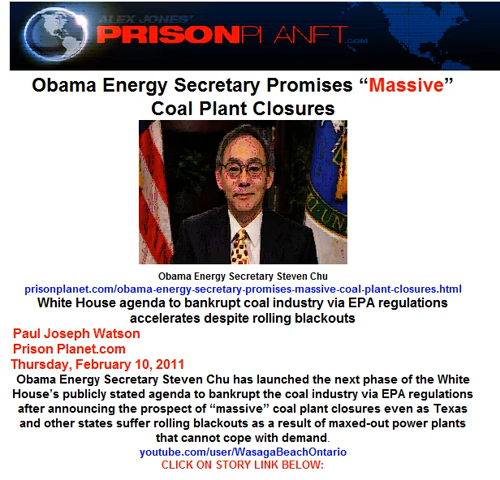 ALEX JONES'
PRISONPLANET.COM
Obama Energy Secretary Promises “Massive”
Coal Plant Closures
Obama Energy Secretary Steven Chu
prisonplanet.com/obama-energy-secretary-promises-massive-coal-plant-closures.html
White House agenda to bankrupt coal industry via EPA regulations
accelerates despite rolling blackouts
Paul Joseph Watson
Prison Planet.com
Thursday, February 10, 2011
Obama Energy Secretary Steven Chu has launched the next phase of the White
House’s publicly stated agenda to bankrupt the coal industry via EPA regulations
after announcing the prospect of “massive” coal plant closures even as Texas
and other states suffer rolling blackouts as a result of maxed-out power plants
that cannot cope with demand.
youtube.com/user/WasagaBeachOntario
CLICK ON STORY LINK BELOW: